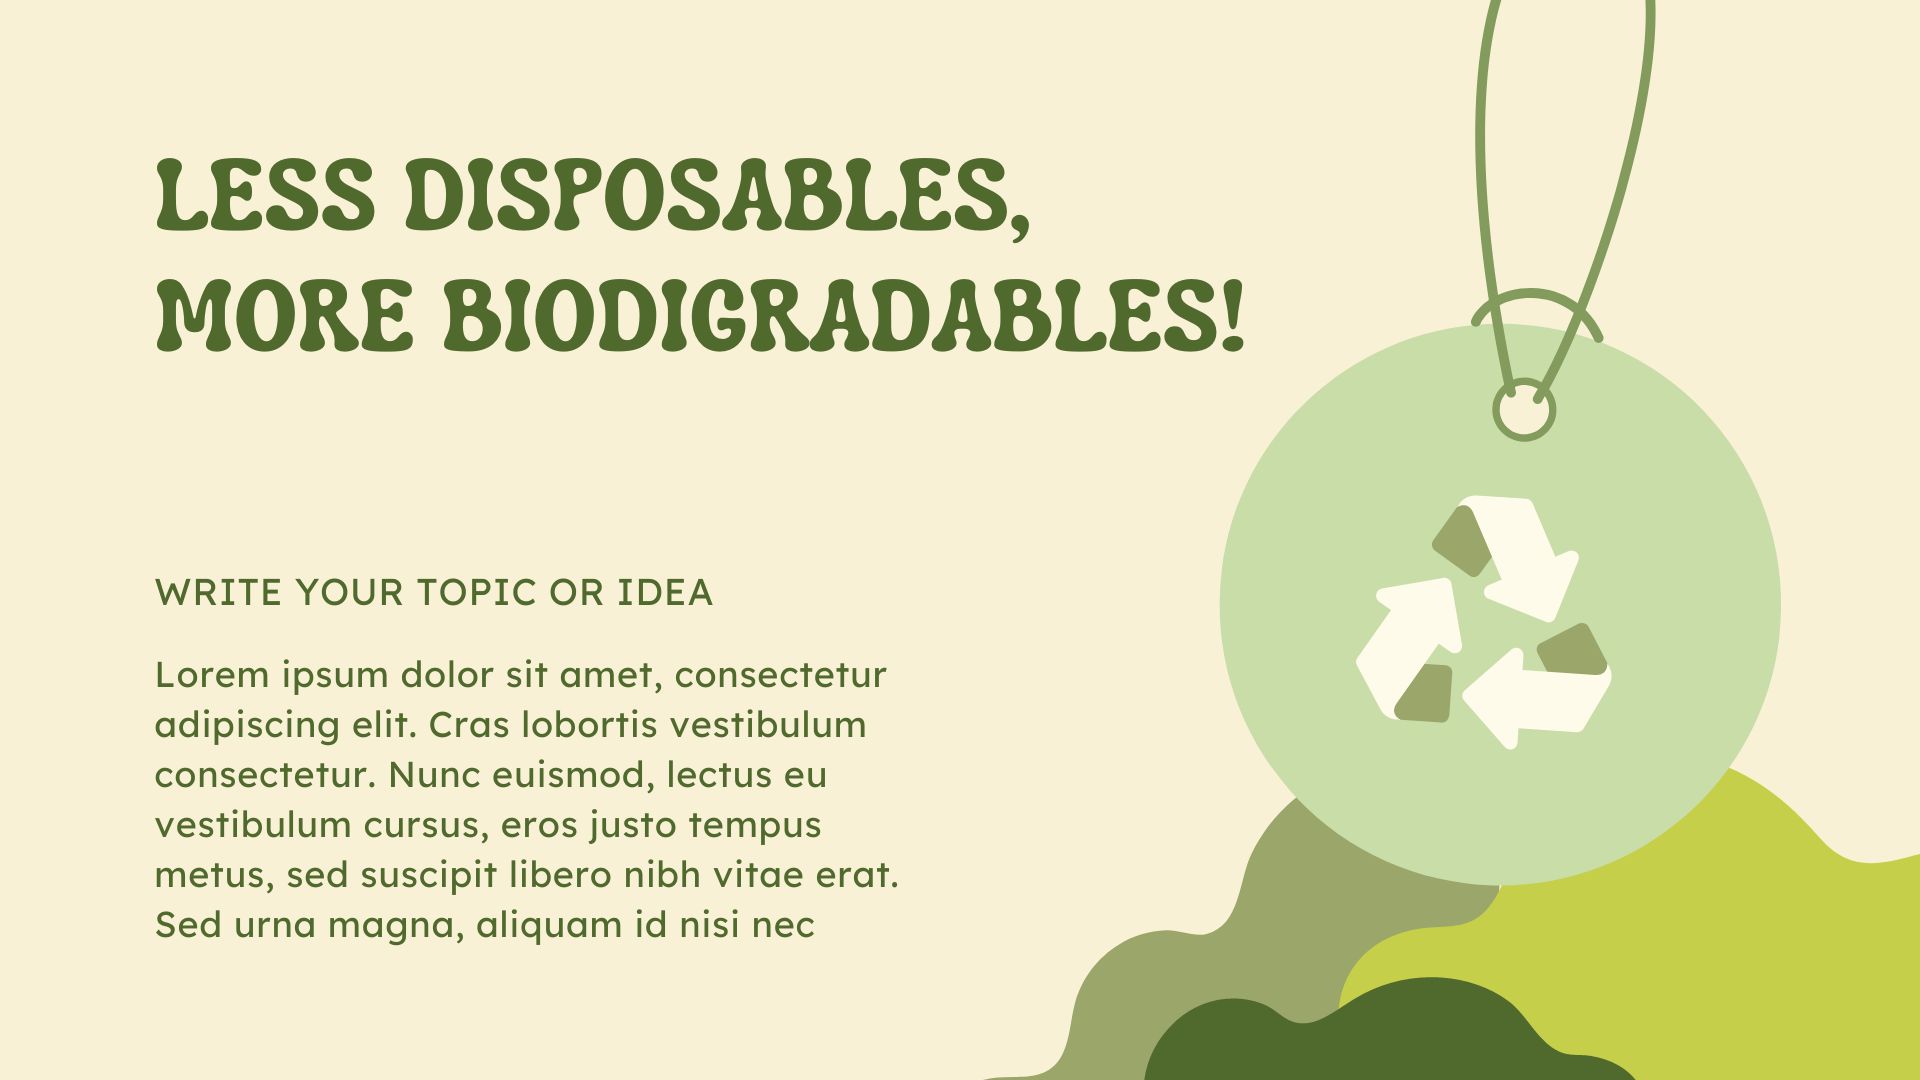 LESS DISPOSABLES,
MORE BIODIGRADABLES!
WRITE YOUR TOPIC OR IDEA
Lorem ipsum dolor sit amet, consectetur
adipiscing elit. Cras lobortis vestibulum
consectetur. Nunc euismod, lectus eu
vestibulum cursus, eros justo tempus
metus, sed suscipit libero nibh vitae erat.
Sed urna magna, aliquam id nisi nec